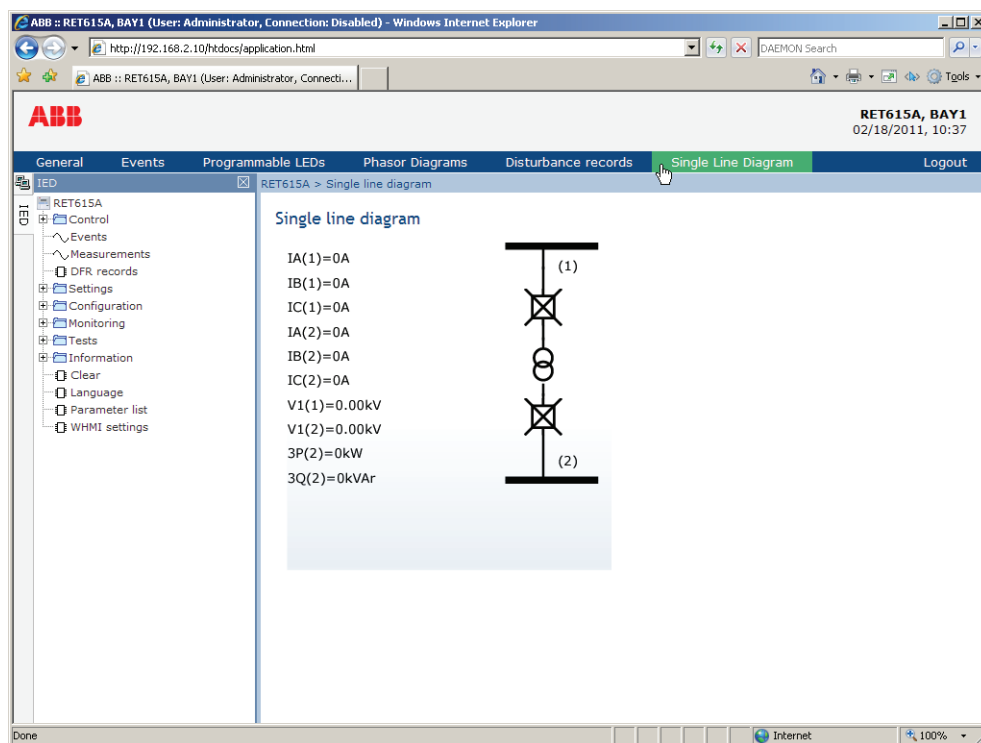 ABB :: RET615A, BAY1 (User: Administrator, Connection: Disabled) - Windows Internet Explorer
http://192.168.2.10/htdocs/application.html
DAEMON Search
ABB :: RET615A, BAY1 (User: Administrator, Connecti...
Tools
ABB
RET615A, BAY1
02/18/2011, 10:37
General Events Programmable LEDs Phasor Diagrams Disturbance records Single Line Diagram Logout
IED
IED
RET615A > Single line diagram
RET615A
Control
Events
Measurements
DFR records
Settings
Configuration
Monitoring
Tests
Information
Clear
Language
Parameter list
WHMI settings
Single line diagram
IA(1)=0A
IB(1)=0A
IC(1)=0A
IA(2)=0A
IB(2)=0A
IC(2)=0A
V1(1)=0.00kV
V1(2)=0.00kV
3P(2)=0kW
3Q(2)=0kVAr
(1)
(2)
Done
Internet
100%